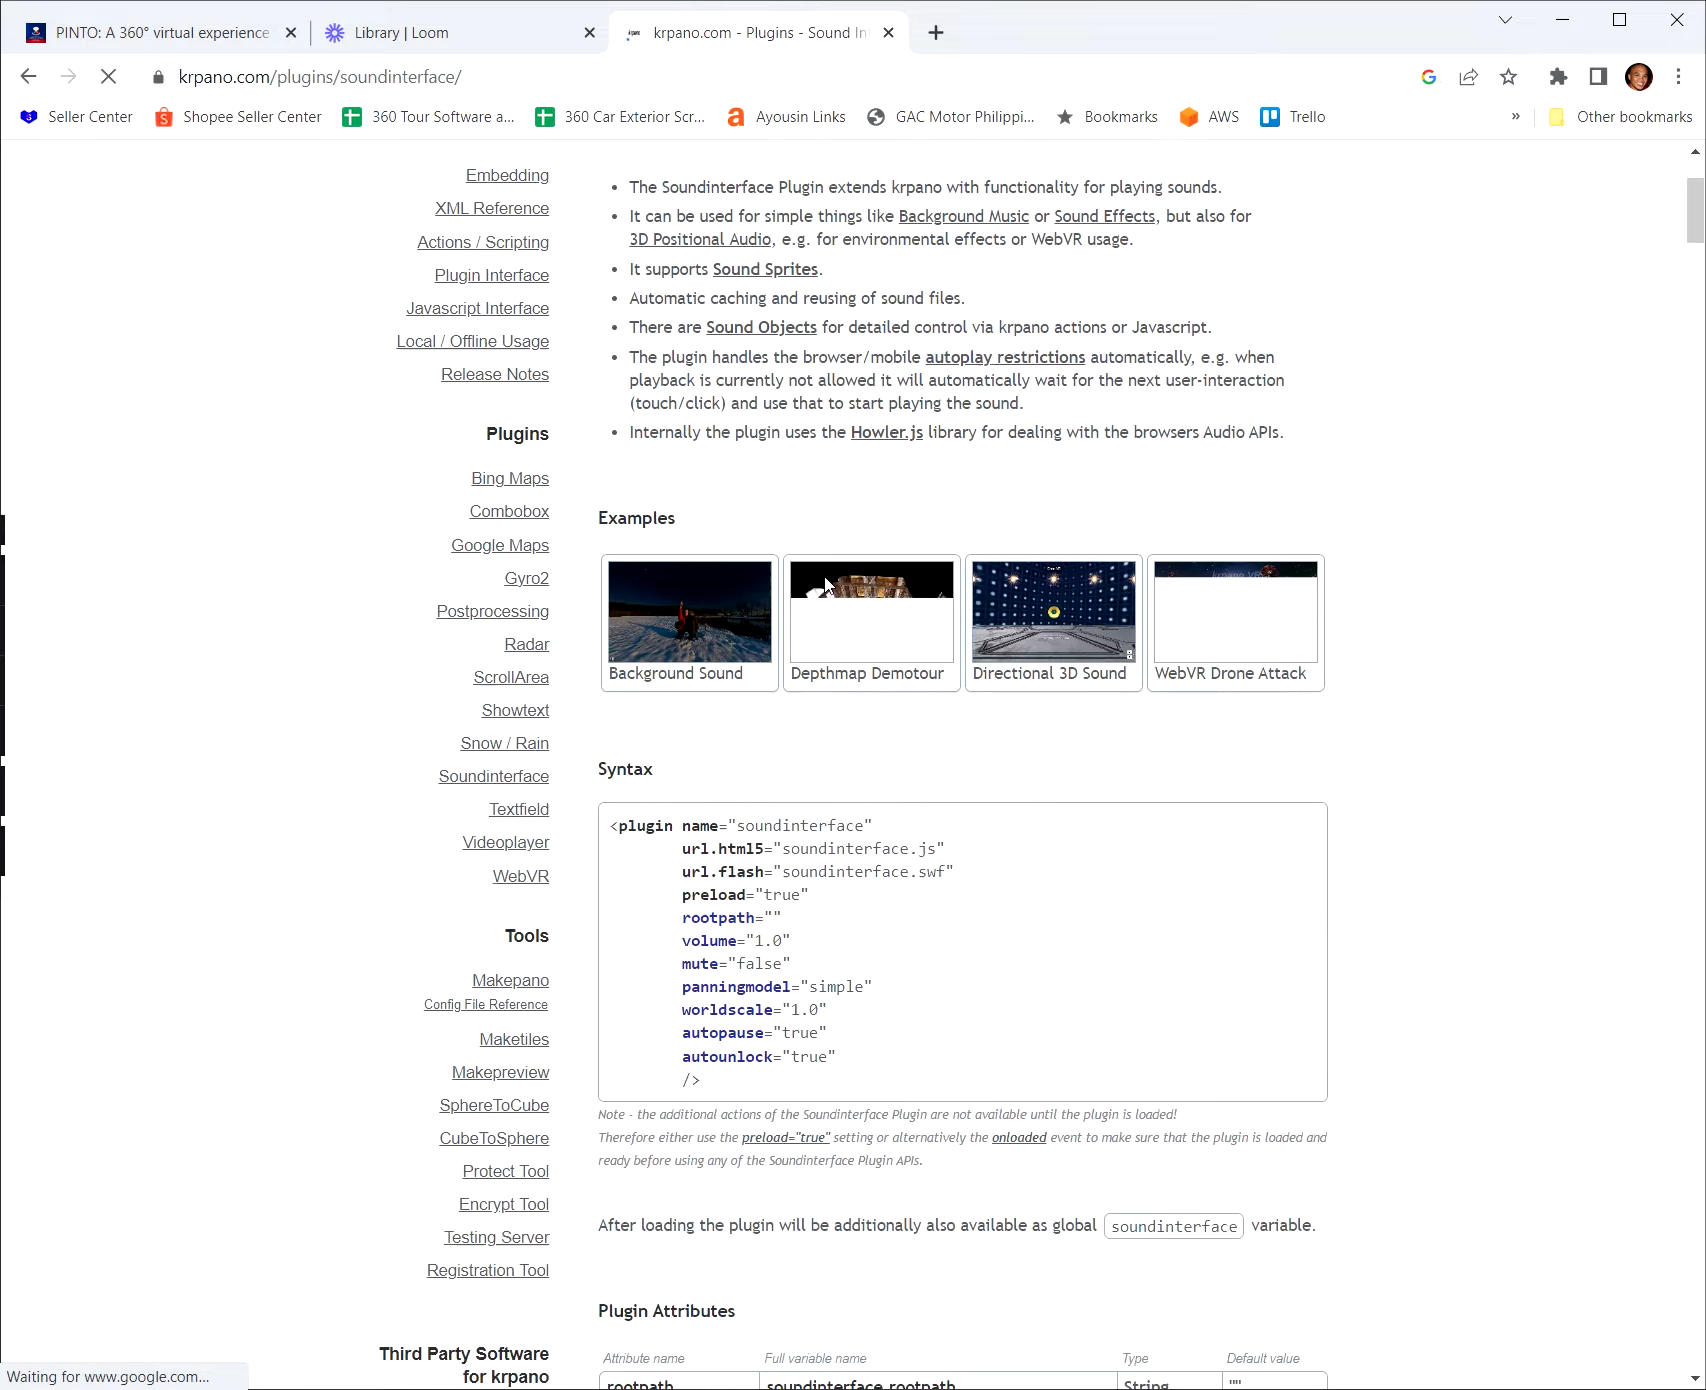 PINTO: A 360° virtual experience
Library | Loom
krpano.com - Plugins - Sound In
krpano.com/plugins/soundinterface/
Seller Center
Shopee Seller Center
360 Tour Software a...
360 Car Exterior Scr...
Ayousin Links
GAC Motor Philippi...
Bookmarks
AWS
Trello
»
Other bookmarks
Embedding
XML Reference
Actions / Scripting
Plugin Interface
Javascript Interface
Local / Offline Usage
Release Notes
Plugins
Bing Maps
Combobox
Google Maps
Gyro2
Postprocessing
Radar
ScrollArea
Showtext
Snow / Rain
Soundinterface
Textfield
Videoplayer
WebVR
Tools
Makepano
Config File Reference
Maketiles
Makepreview
SphereToCube
CubeToSphere
Protect Tool
Encrypt Tool
Testing Server
Registration Tool
Third Party Software
for krpano
• The Soundinterface Plugin extends krpano with functionality for playing sounds.
• It can be used for simple things like Background Music or Sound Effects, but also for
3D Positional Audio, e.g. for environmental effects or WebVR usage.
• It supports Sound Sprites.
• Automatic caching and reusing of sound files.
• There are Sound Objects for detailed control via krpano actions or Javascript.
• The plugin handles the browser/mobile autoplay restrictions automatically, e.g. when
playback is currently not allowed it will automatically wait for the next user-interaction
(touch/click) and use that to start playing the sound.
• Internally the plugin uses the Howler.js library for dealing with the browsers Audio APIs.
Examples
Background Sound
Depthmap Demotour
Directional 3D Sound
krpano VR
WebVR Drone Attack
Syntax
<plugin name="soundinterface"
url.html5="soundinterface.js"
url.flash="soundinterface.swf"
preload="true"
rootpath=""
volume="1.0"
mute="false"
panningmodel="simple"
worldscale="1.0"
autopause="true"
autounlock="true"
/>
Note - the additional actions of the Soundinterface Plugin are not available until the plugin is loaded!
Therefore either use the preload="true" setting or alternatively the onloaded event to make sure that the plugin is loaded and
ready before using any of the Soundinterface Plugin APIs.
After loading the plugin will be additionally also available as global soundinterface variable.
Plugin Attributes
Attribute name Full variable name Type Default value
rootpath soundinterface.rootpath String ""
Waiting for www.google.com...